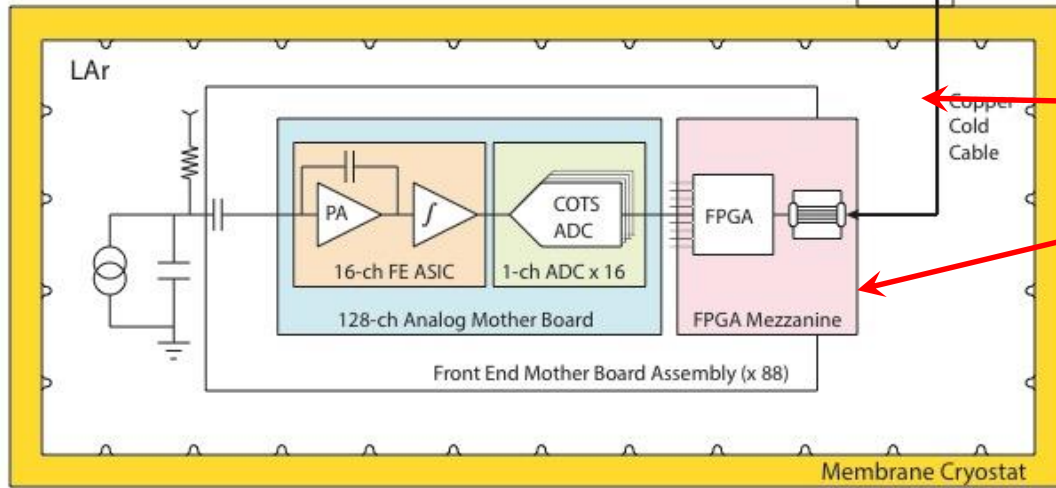 LAr
Copper
Cold
Cable
PA
∫
COTS
ADC
FPGA
16-ch FE ASIC
1-ch ADC x 16
128-ch Analog Mother Board
FPGA Mezzanine
Front End Mother Board Assembly (x 88)
Membrane Cryostat